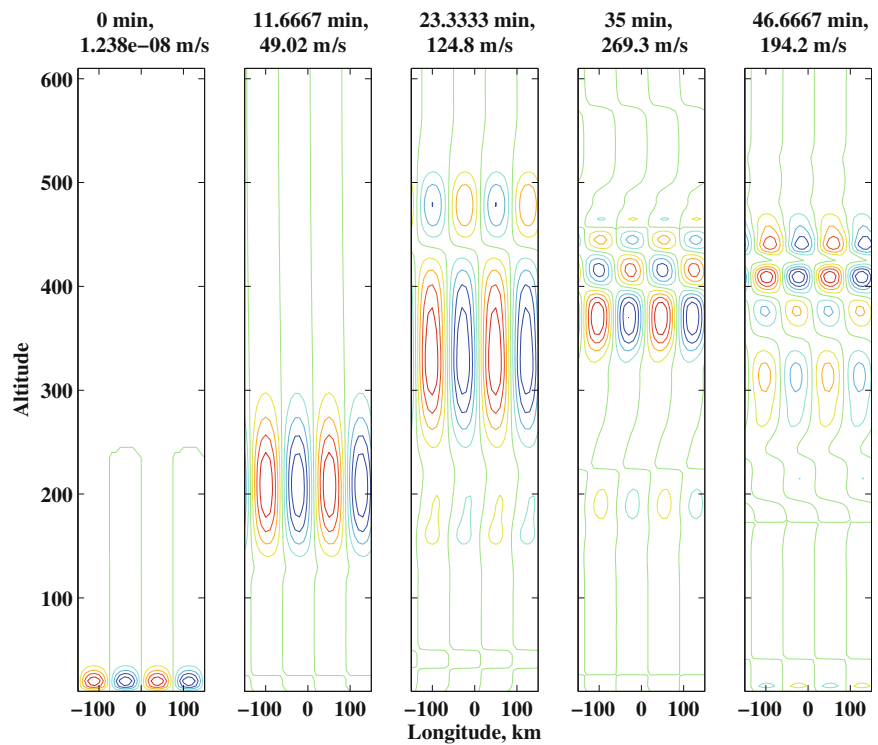 0 min,
1.238e−08 m/s
11.6667 min,
49.02 m/s
23.3333 min,
124.8 m/s
35 min,
269.3 m/s
46.6667 min,
194.2 m/s
600
500
400
300
200
100
Altitude
−100 0 100
−100 0 100
−100 0 100
−100 0 100
−100 0 100
Longitude, km